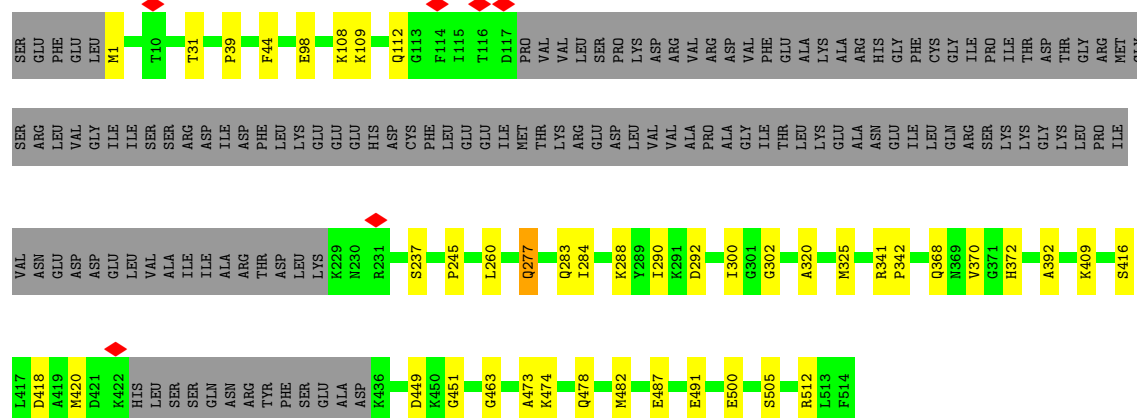 SER GLU PHE GLU LEU M1 T10 T31 P39 F44 E98 K108 K109 Q112 G113 F114 I115 T116 D117 PRO VAL VAL LEU SER PRO LYS ASP ARG VAL ARG ASP VAL PHE GLU ALA LYS ALA ARG HIS GLY PHE CYS GLY ILE PRO ILE THR ASP THR GLY ARG MET
SER ARG LEU VAL GLY ILE ILE SER SER ARG ASP ILE ASP PHE LEU LYS GLU GLU GLU HIS ASP CYS PHE LEU GLU GLU ILE MET THR LYS ARG GLU ASP LEU VAL VAL ALA PRO ALA GLY ILE THR LEU LYS GLU ALA ASN GLU ILE LEU GLN ARG SER LYS LYS GLY LYS LEU PRO ILE
VAL ASN GLU ASP ASP GLU LEU VAL ALA ILE ILE ALA ARG THR ASP LEU LYS K229 N230 R231 S237 P245 L260 Q277 Q283 I284 K288 Y289 I290 K291 D292 I300 G301 G302 A320 M325 R341 P342 Q368 N369 V370 G371 H372 A392 K409 S416
L417 D418 A419 M420 D421 K422 HIS LEU SER SER GLN ASN ARG TYR PHE SER GLU ALA ASP K436 D449 K450 G451 G463 A473 K474 Q478 M482 E487 E491 E500 S505 R512 L513 F514